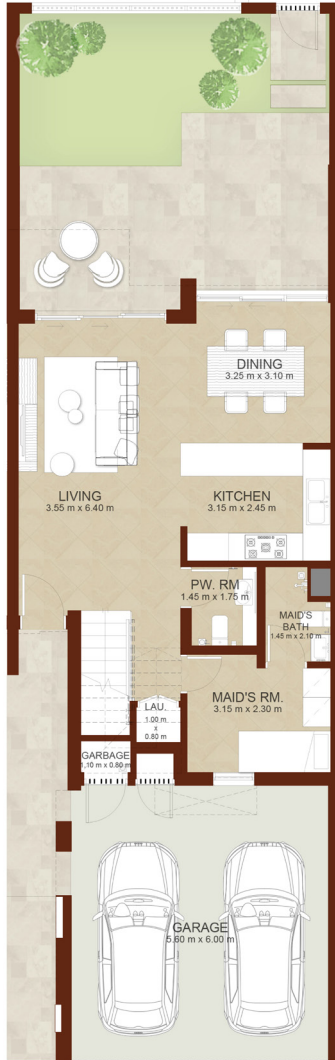 DINING
3.25 m x 3.10 m
LIVING
3.55 m x 6.40 m
KITCHEN
3.15 m x 2.45 m
PW. RM
1.45 m x 1.75 m
MAID'S
BATH
1.45 m x 2.10 m
MAID'S RM.
3.15 m x 2.30 m
LAU.
1.00 m
x
0.80 m
GARBAGE
1.10 m x 0.80 m
GARAGE
5.60 m x 6.00 m